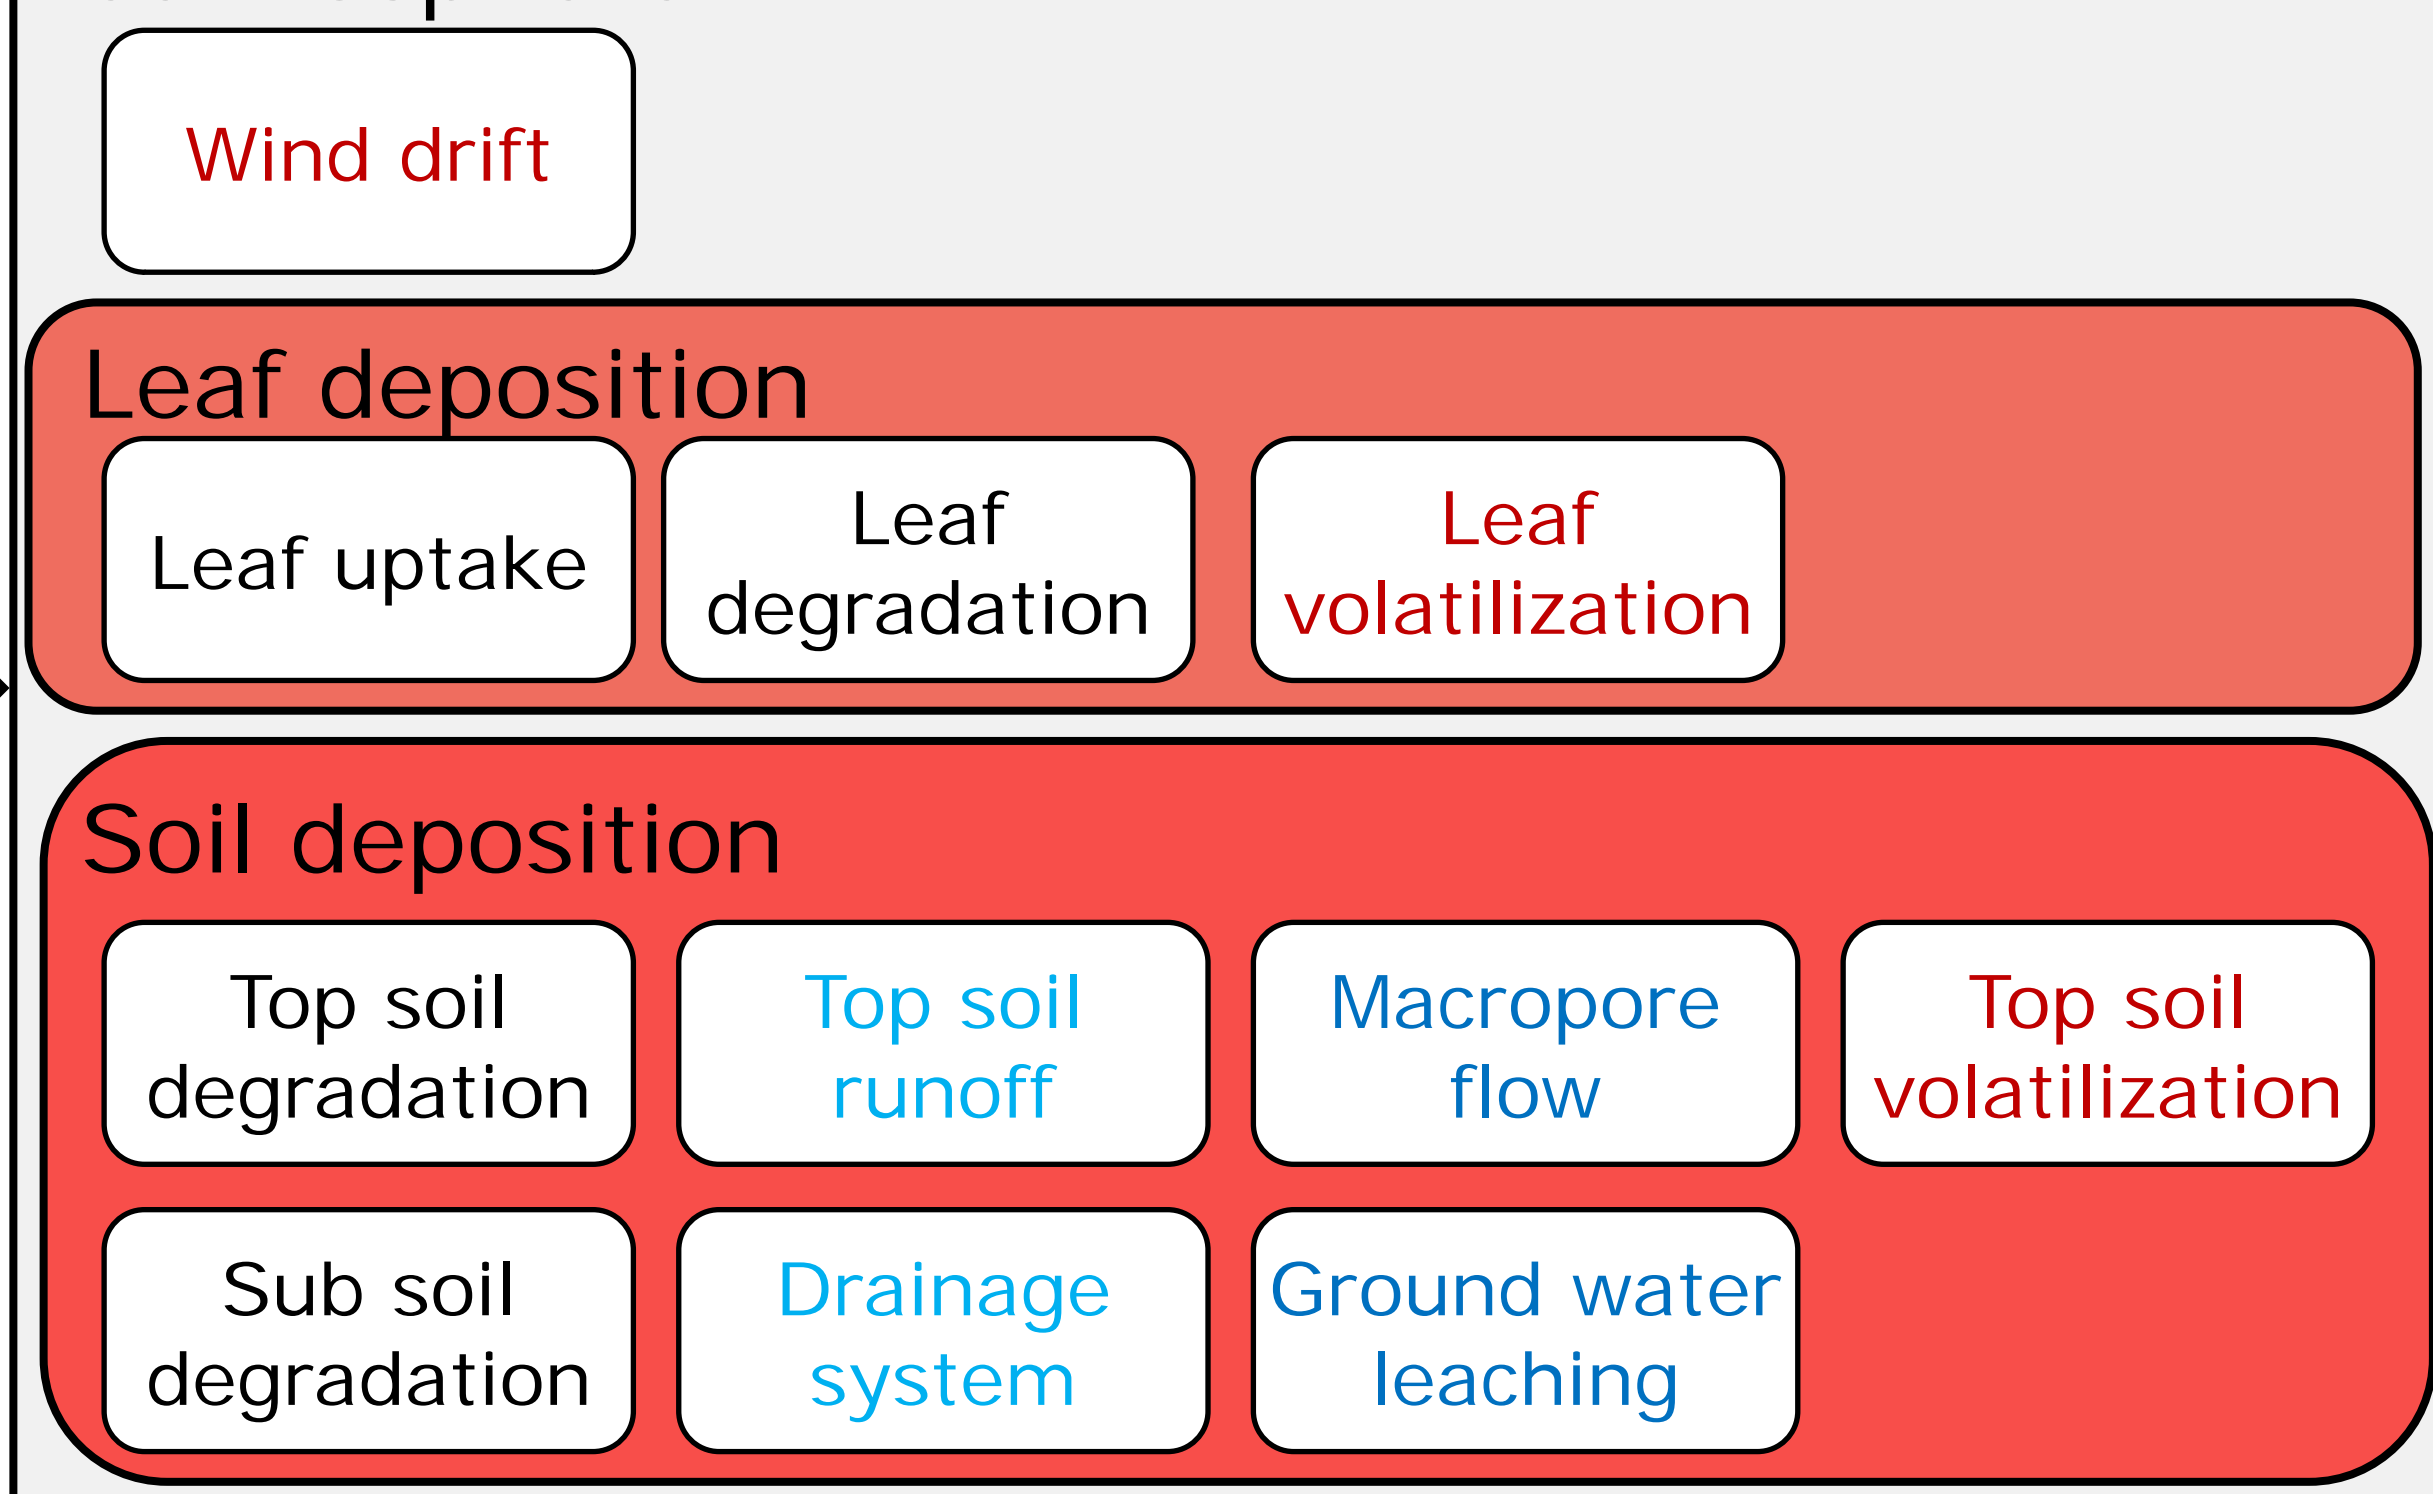 Wind drift
Leaf deposition
Leaf uptake
Leaf
degradation
Leaf
volatilization
Soil deposition
Top soil
degradation
Top soil
runoff
Macropore
flow
Top soil
volatilization
Sub soil
degradation
Drainage
system
Ground water
leaching